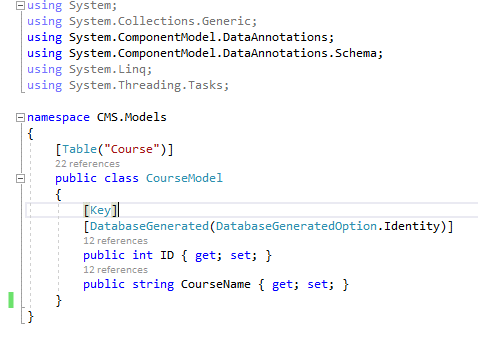 using System;
using System.Collections.Generic;
using System.ComponentModel.DataAnnotations;
using System.ComponentModel.DataAnnotations.Schema;
using System.Linq;
using System.Threading.Tasks;
namespace CMS.Models
{
[Table("Course")]
22 references
public class CourseModel
{
[Key]
[DatabaseGenerated(DatabaseGeneratedOption.Identity)]
12 references
public int ID { get; set; }
12 references
public string CourseName { get; set; }
}
}